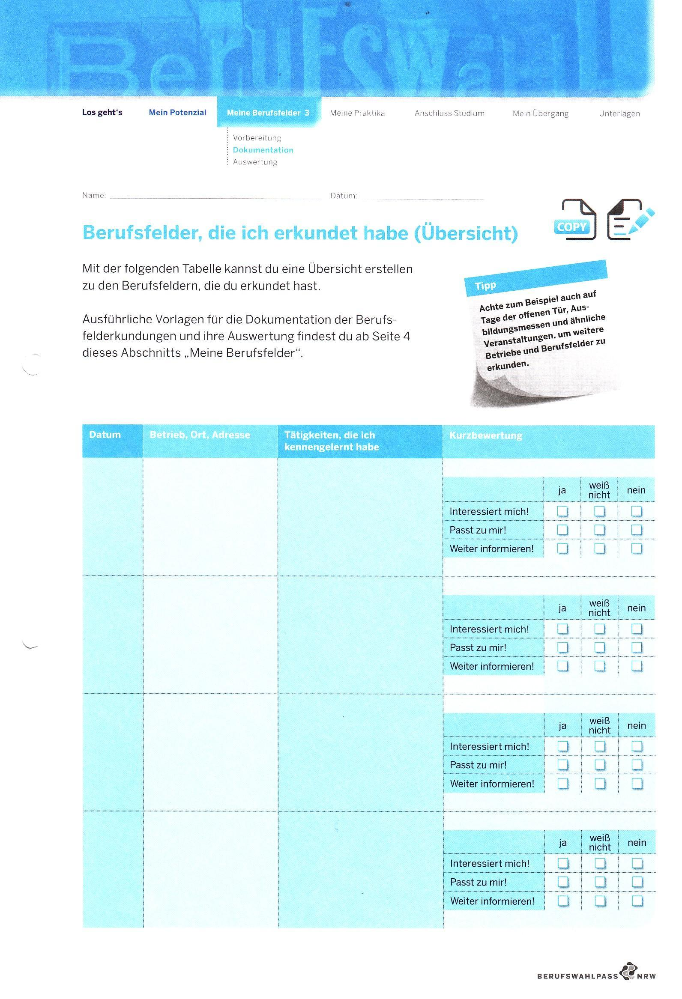 Berufswahl
Los geht's Mein Potenzial Meine Berufsfelder 3 Meine Praktika Anschluss Studium Mein Übergang Unterlagen
Vorbereitung
Dokumentation
Auswertung
Name: Datum:
COPY
Berufsfelder, die ich erkundet habe (Übersicht)
Mit der folgenden Tabelle kannst du eine Übersicht erstellen
zu den Berufsfeldern, die du erkundet hast.
Ausführliche Vorlagen für die Dokumentation der Berufs-
felderkundungen und ihre Auswertung findest du ab Seite 4
dieses Abschnitts „Meine Berufsfelder“.
Tipp
Achte zum Beispiel auch auf
Tage der offenen Tür, Aus-
bildungsmessen und ähnliche
Veranstaltungen, um weitere
Betriebe und Berufsfelder zu
erkunden.
Datum Betrieb, Ort, Adresse Tätigkeiten, die ich Kurzbewertung
kennengelernt habe
ja weiß nein
nicht
Interessiert mich!
Passt zu mir!
Weiter informieren!
ja weiß nein
nicht
Interessiert mich!
Passt zu mir!
Weiter informieren!
ja weiß nein
nicht
Interessiert mich!
Passt zu mir!
Weiter informieren!
ja weiß nein
nicht
Interessiert mich!
Passt zu mir!
Weiter informieren!
BERUFSWAHLPASS NRW